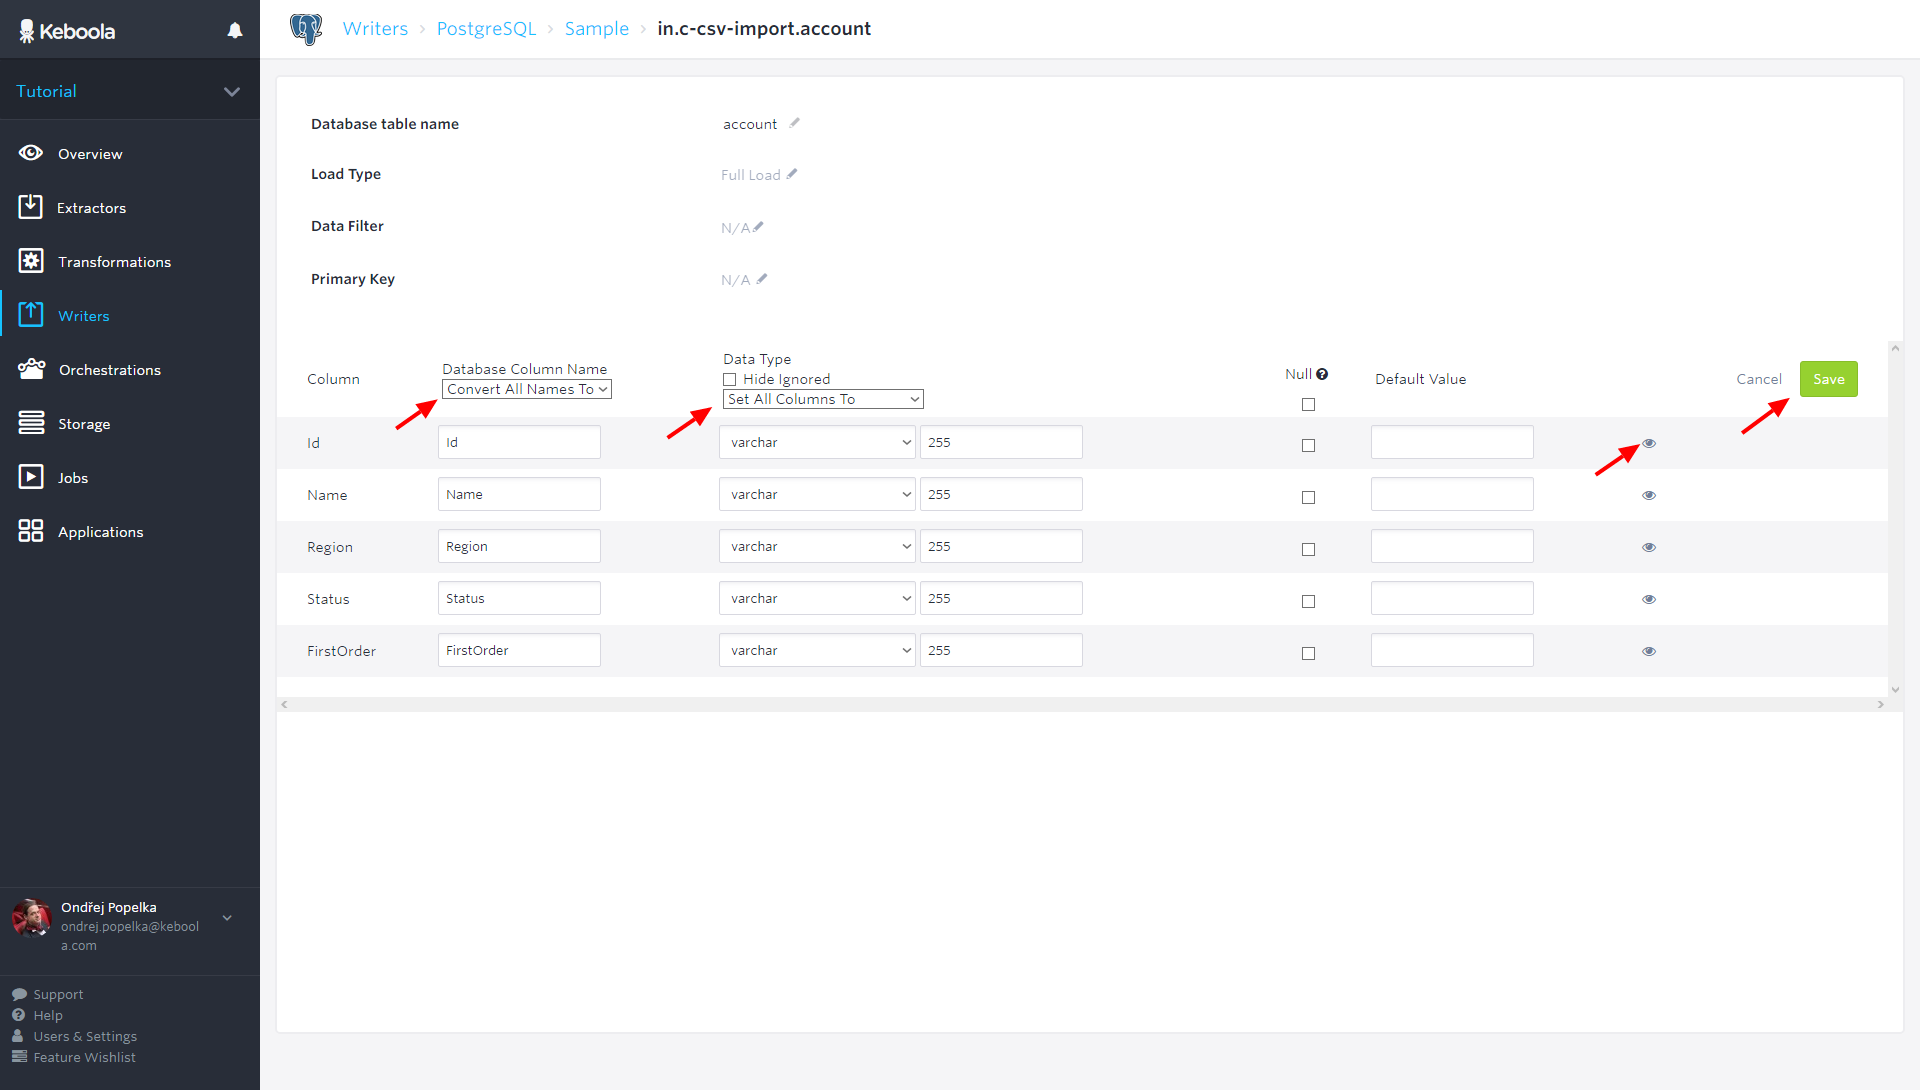 Keboola
Tutorial
Overview
Extractors
Transformations
Writers
Orchestrations
Storage
Jobs
Applications
Ondřej Popelka
ondrej.popelka@kebool
a.com
Support
Help
Users & Settings
Feature Wishlist
Writers › PostgreSQL › Sample › in.c-csv-import.account
Database table name account
Load Type Full Load
Data Filter N/A
Primary Key N/A
Column
Database Column Name
Convert All Names To
Data Type
Hide Ignored
Set All Columns To
Null
Default Value
Cancel Save
Id Id varchar 255
Name Name varchar 255
Region Region varchar 255
Status Status varchar 255
FirstOrder FirstOrder varchar 255